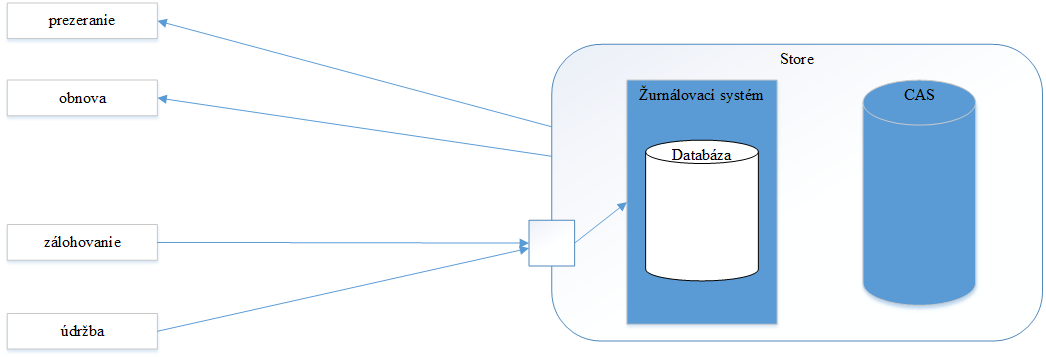 prezeranie
obnova
zálohovanie
údržba
Store
Žurnálovací systém
Databáza
CAS